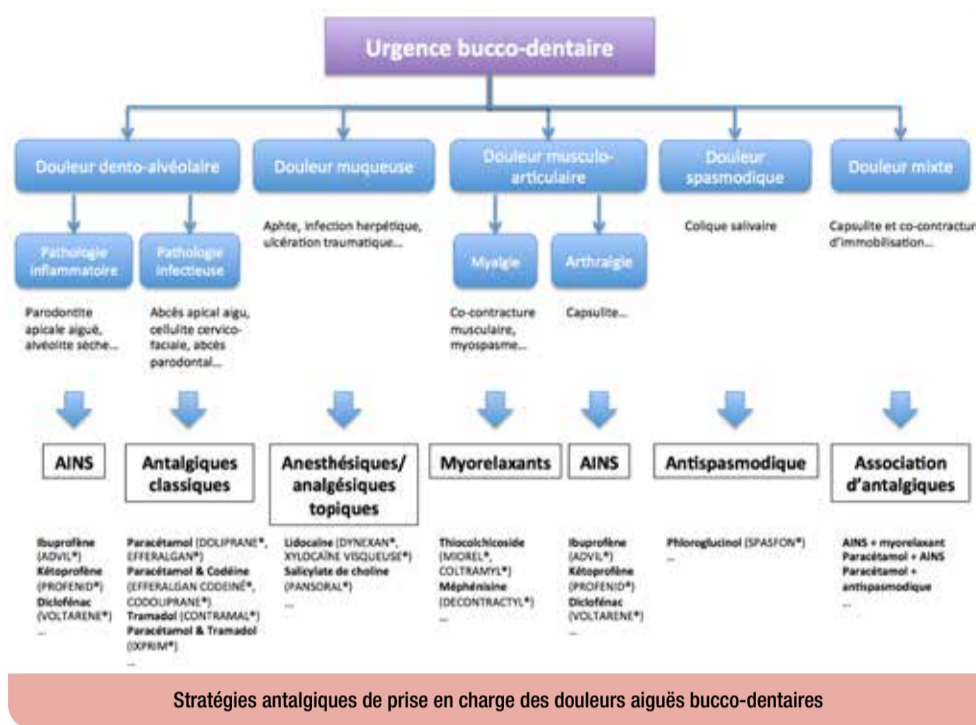 Urgence bucco-dentaire
Douleur dento-alvéolaire
Douleur muqueuse
Douleur musculo-
articulaire
Douleur
spasmodique
Douleur mixte
Pathologie
inflammatoire
Pathologie
infectieuse
Aphte, infection herpétique,
ulcération traumatique...
Myalgie
Arthralgie
Colique salivaire
Capsulite et co-contracture
d'immobilisation...
Parodontite
apicale aiguë,
alvéolite sèche...
Abcès apical aigu,
cellulite cervico-
faciale, abcès
parodontal...
Co-contracture
musculaire,
myospasme...
Capsulite...
AINS
Antalgiques
classiques
Anesthésiques/
analgésiques
topiques
Myorelaxants
AINS
Antispasmodique
Association
d'antalgiques
Ibuprofène
(ADVIL®)
Kétoprofène
(PROFENID®)
Diclofénac
(VOLTARENE®)
...
Paracétamol (DOLIPRANE®,
EFFERALGAN®)
Paracétamol & Codéine
(EFFERALGAN CODEINÉ®,
CODOLIPRANE®)
Tramadol (CONTRAMAL®)
Paracétamol & Tramadol
(IXPRIM®)
...
Lidocaïne (DYNEXAN®,
XYLOCAÏNE VISQUEUSE®)
Salicylate de choline
(PANSORAL®)
...
Thiocolchicoside
(MIOREL®,
COLTRAMYL®)
Méphénisine
(DECONTRACTYL®)
...
Ibuprofène
(ADVIL®)
Kétoprofène
(PROFENID®)
Diclofénac
(VOLTARENE®)
...
Phloroglucinol (SPASFON®)
...
AINS + myorelaxant
Paracétamol + AINS
Paracétamol +
antispasmodique
...
Stratégies antalgiques de prise en charge des douleurs aiguës bucco-dentaires